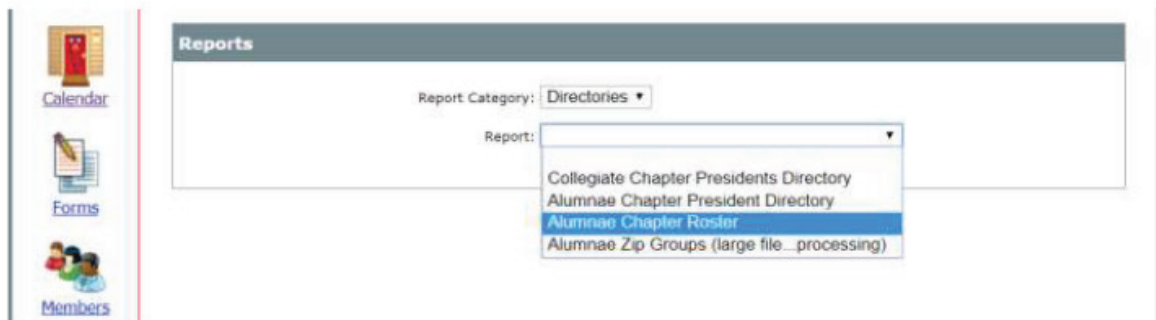 Calendar
Forms
Members
Reports
Report Category: Directories
Report:
Collegiate Chapter Presidents Directory
Alumnae Chapter President Directory
Alumnae Chapter Roster
Alumnae Zip Groups (large file...processing)